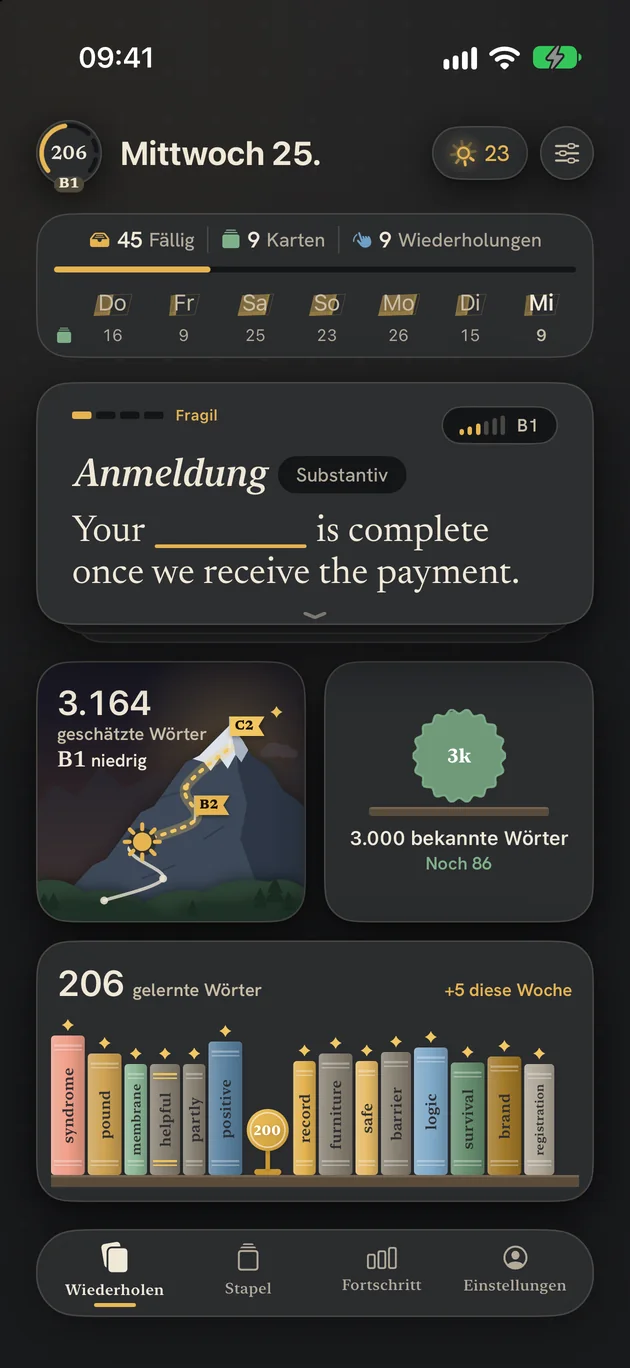 09:41
206
B1
Mittwoch 25.
23
45 Fällig
9 Karten
9 Wiederholungen
Do Fr Sa So Mo Di Mi
16 9 25 23 26 15 9
Fragil
B1
Anmeldung Substantiv
Your ________ is complete
once we receive the payment.
3.164
geschätzte Wörter
B1 niedrig
C2
B2
3k
3.000 bekannte Wörter
Noch 86
206 gelernte Wörter
+5 diese Woche
syndrome
pound
membrane
helpful
partly
positive
200
record
furniture
safe
barrier
logic
survival
brand
registration
Wiederholen
Stapel
Fortschritt
Einstellungen